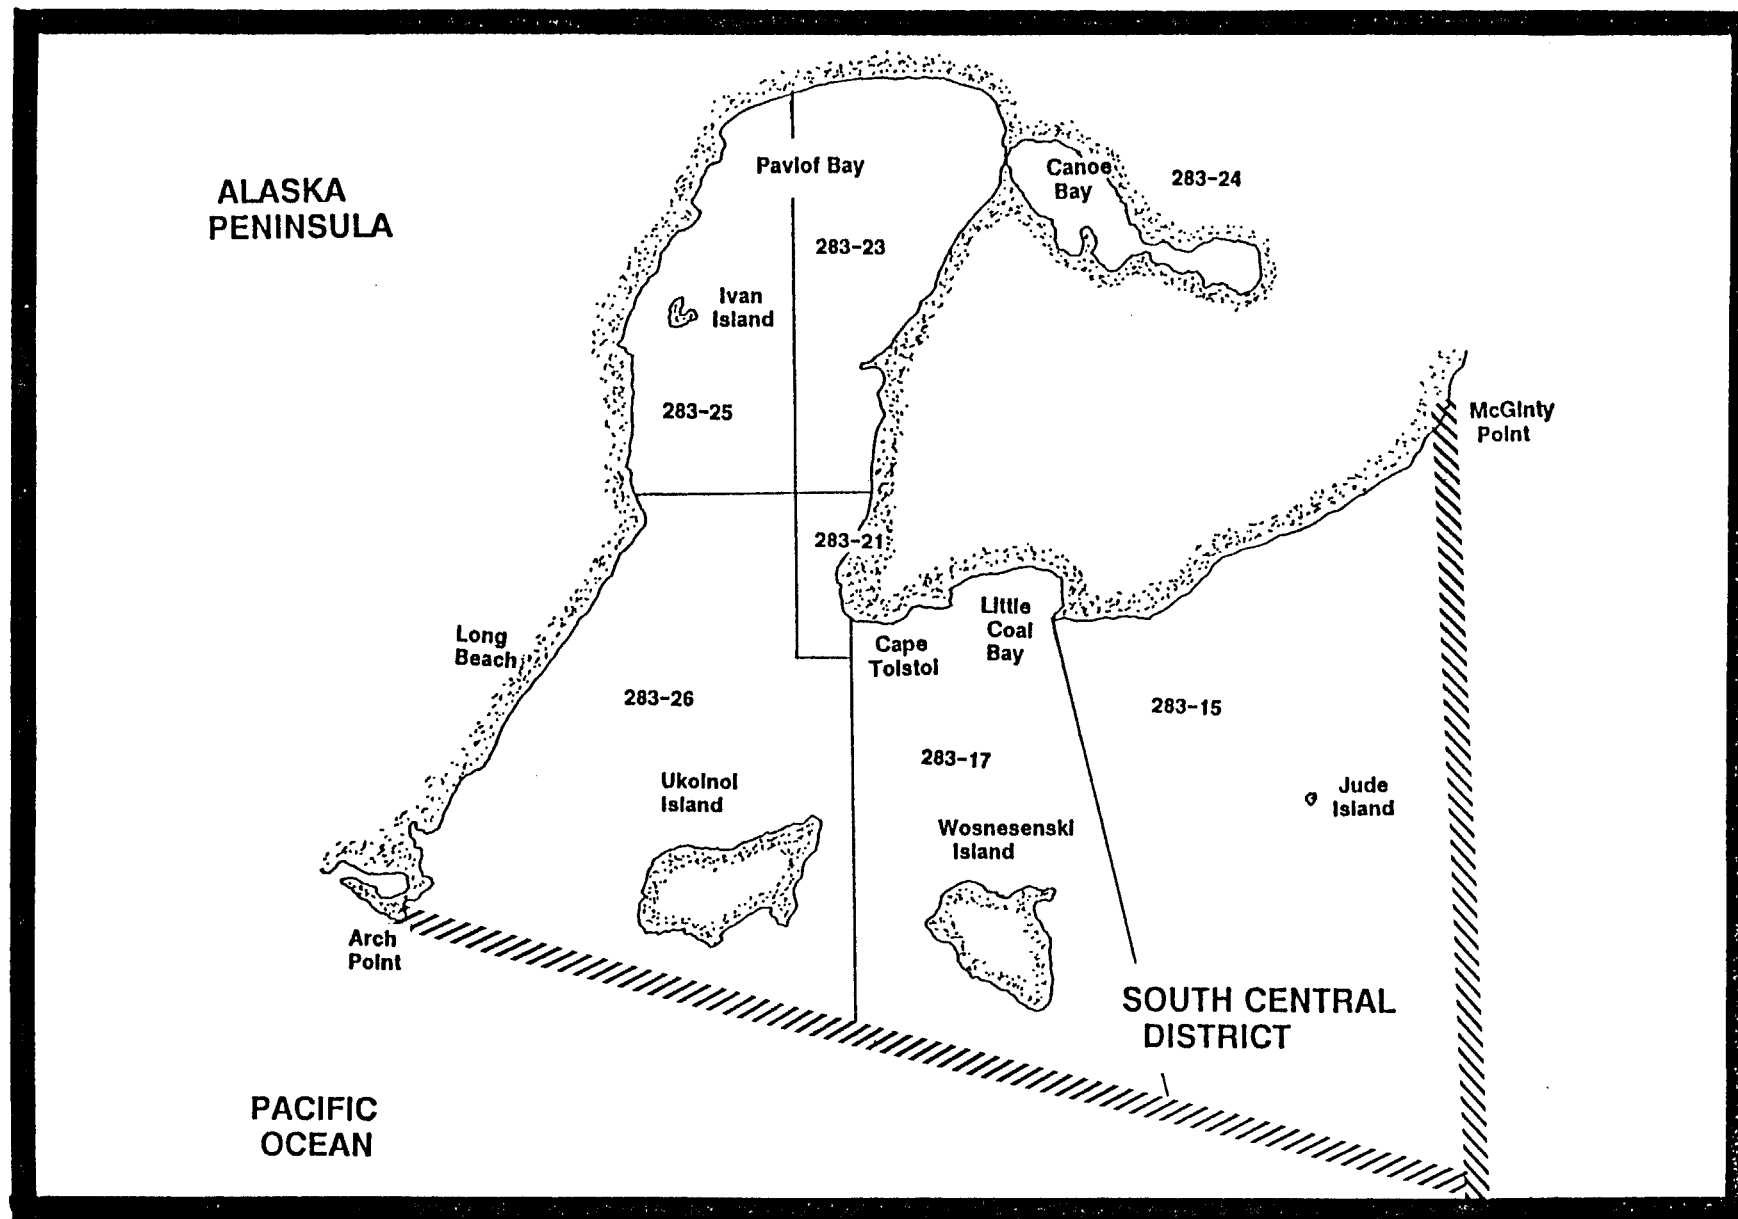 Pavlof Bay
Canoe
Bay
283-24
ALASKA
PENINSULA
283-23
Ivan
Island
283-25
McGinty
Point
283-21
Little
Coal
Bay
Cape
Tolstoi
Long
Beach
283-26
283-15
283-17
Ukolnoi
Island
Jude
Island
Wosnesenski
Island
Arch
Point
SOUTH CENTRAL
DISTRICT
PACIFIC
OCEAN